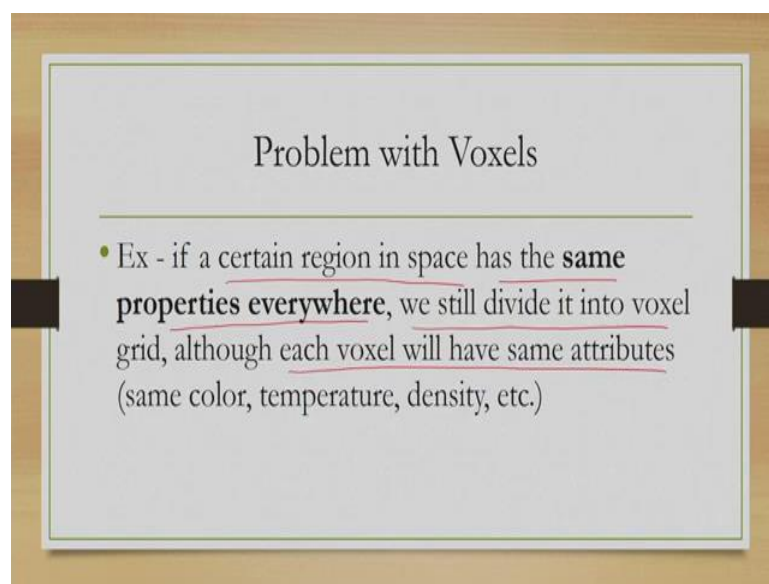 Problem with Voxels
• Ex - if a certain region in space has the same
properties everywhere, we still divide it into voxel
grid, although each voxel will have same attributes
(same color, temperature, density, etc.)